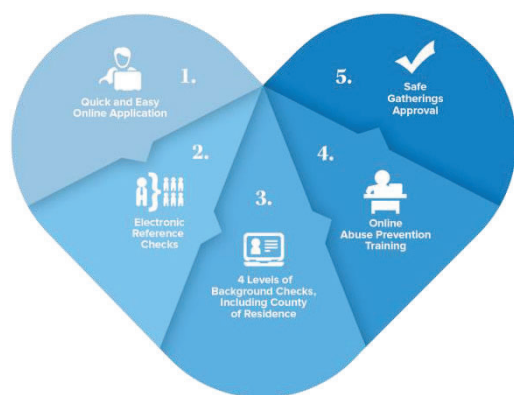 1.
Quick and Easy
Online Application
2.
Electronic
Reference
Checks
3.
4 Levels of
Background Checks,
Including County
of Residence
4.
Online
Abuse Prevention
Training
5.
Safe
Gatherings
Approval